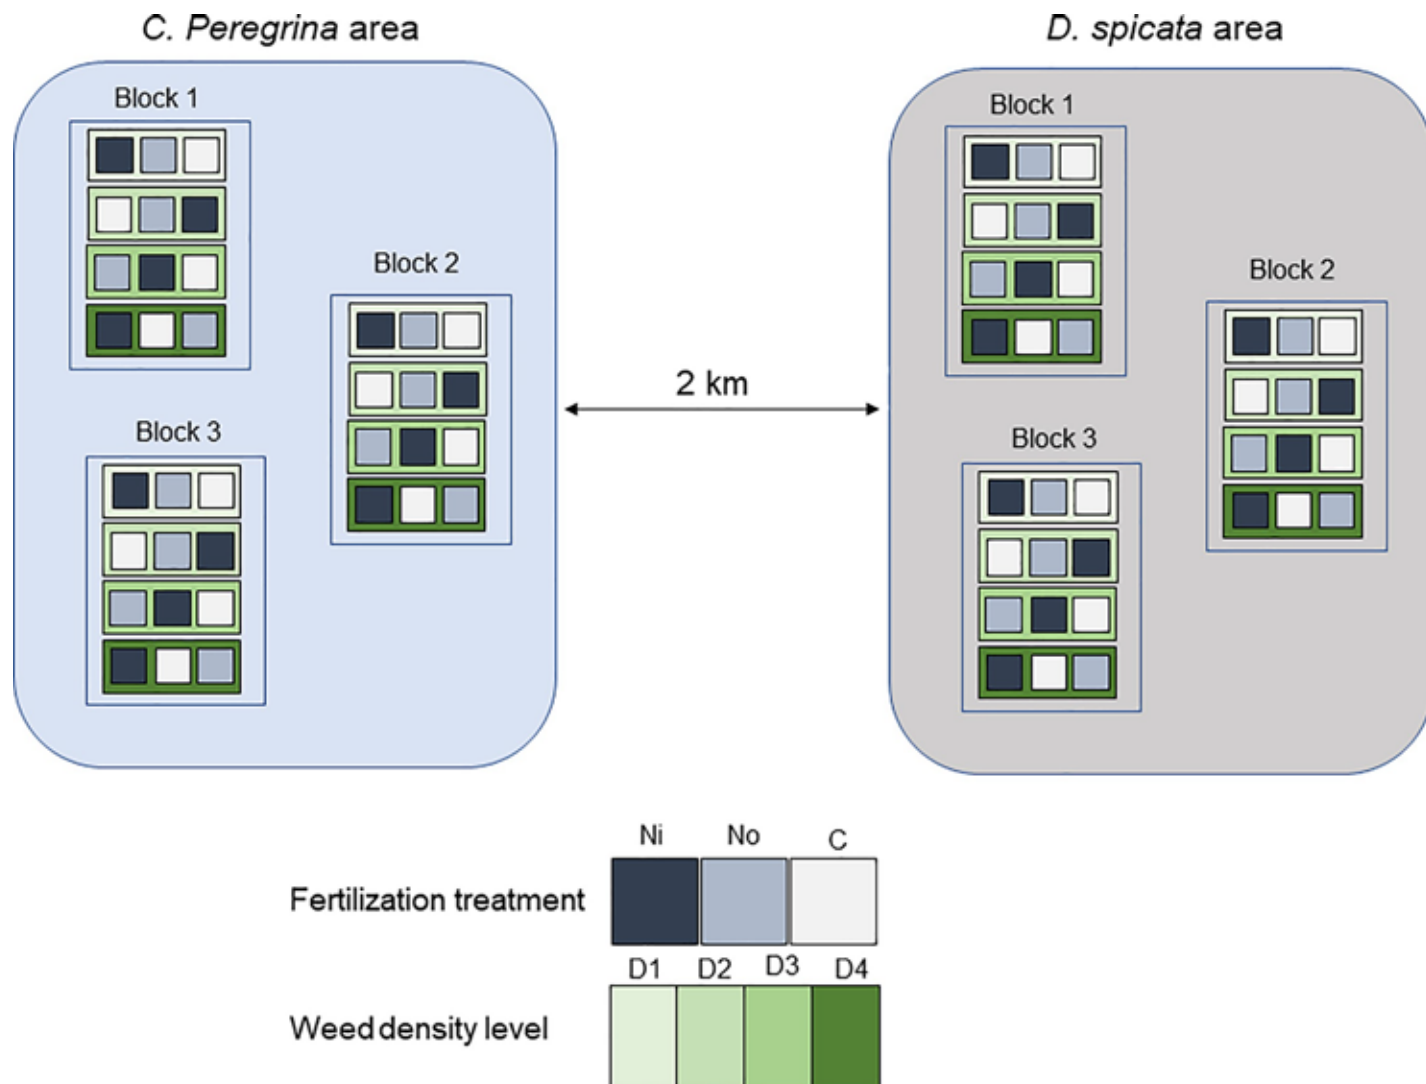 C. Peregrina area
D. spicata area
Block 1
Block 1
Block 2
Block 2
2 km
Block 3
Block 3
Ni No C
Fertilization treatment
D1 D2 D3 D4
Weed density level